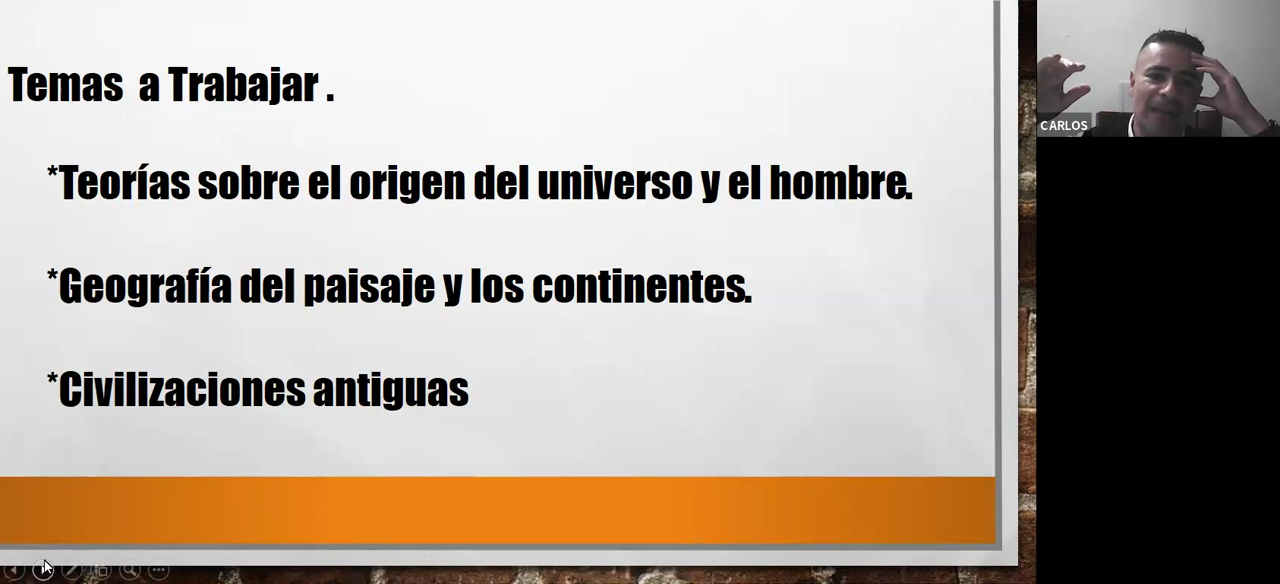 Temas a Trabajar .
*Teorías sobre el origen del universo y el hombre.
*Geografía del paisaje y los continentes.
*Civilizaciones antiguas
CARLOS